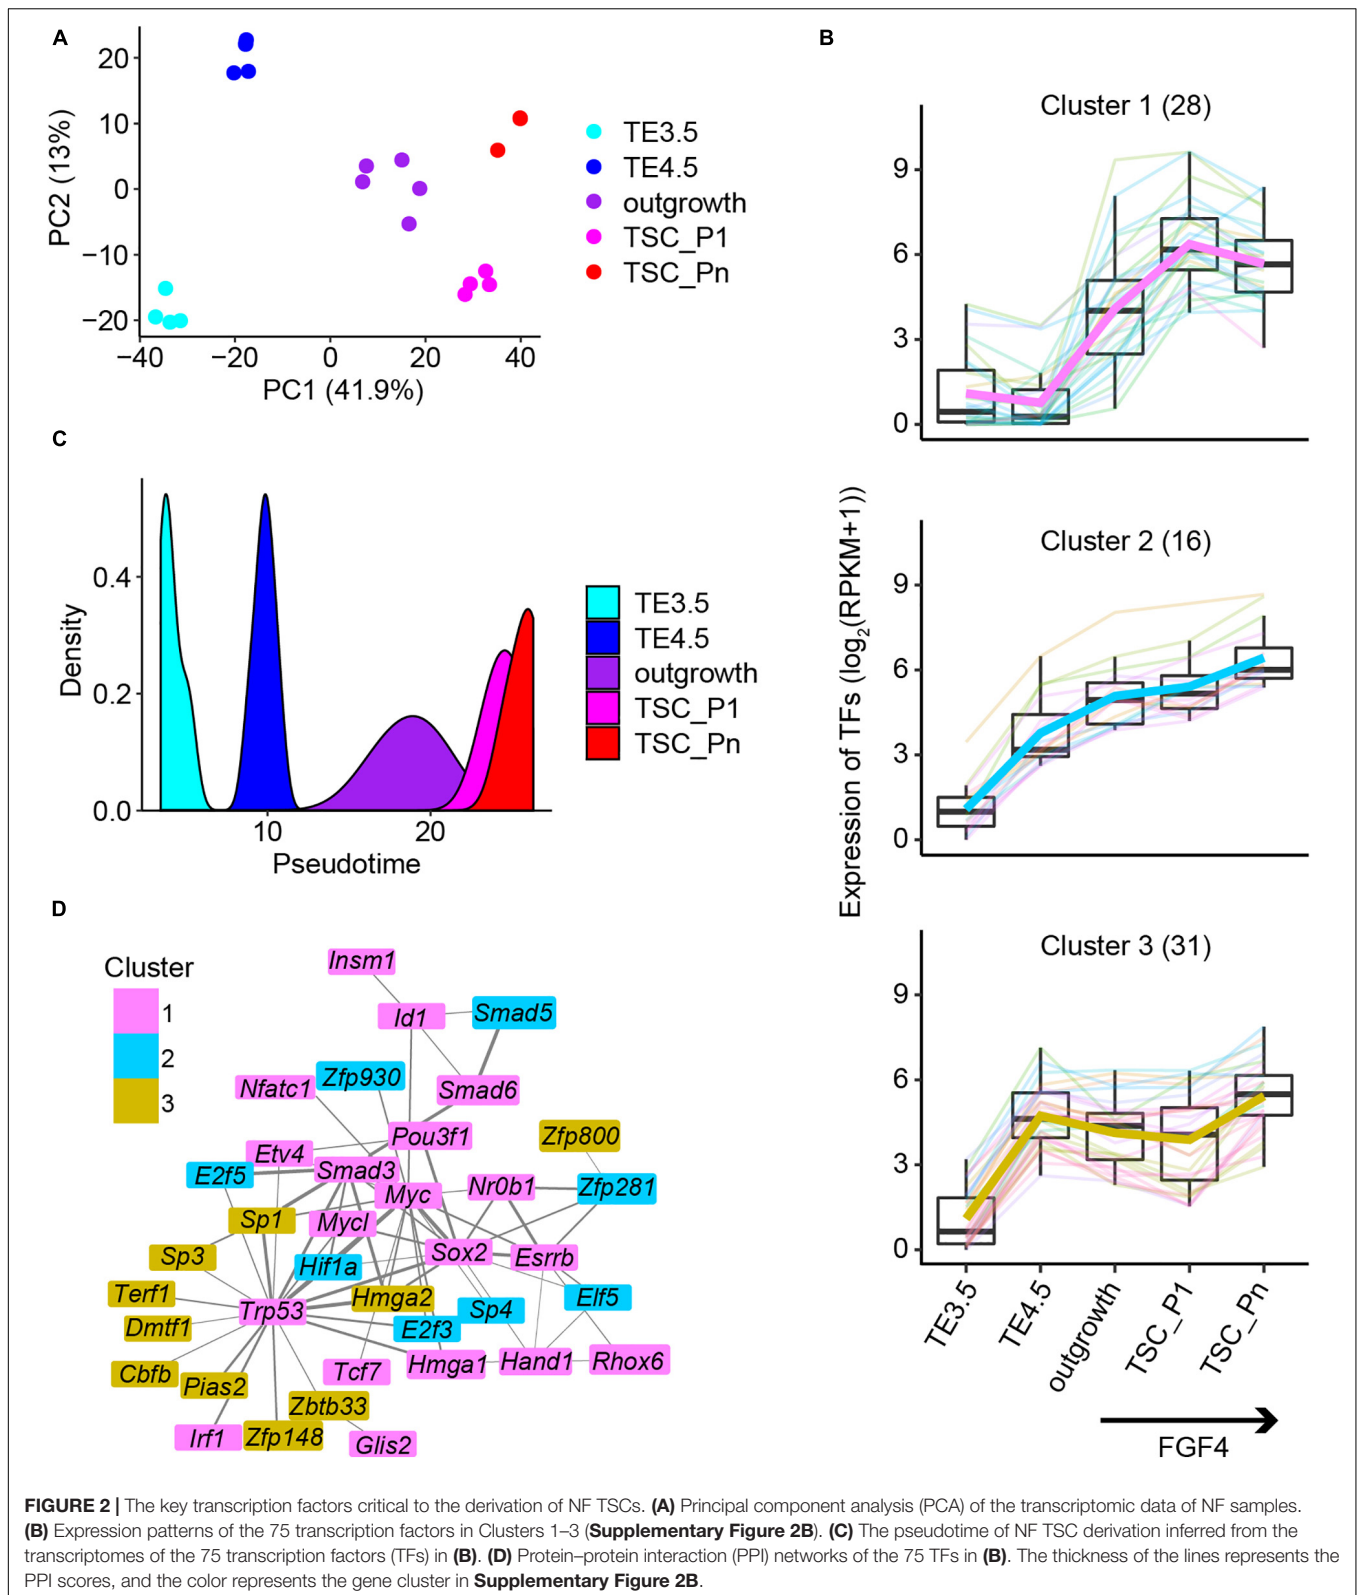 A
20
10
0
−10
−20
PC2 (13%)
−40
−20
0
20
40
PC1 (41.9%)
TE3.5
TE4.5
outgrowth
TSC_P1
TSC_Pn
B
Expression of TFs (log2(RPKM+1))
Cluster 1 (28)
9
6
3
0
Cluster 2 (16)
9
6
3
0
Cluster 3 (31)
9
6
3
0
TE3.5
TE4.5
outgrowth
TSC_P1
TSC_Pn
FGF4
C
Density
0.4
0.2
0.0
10
20
Pseudotime
TE3.5
TE4.5
outgrowth
TSC_P1
TSC_Pn
D
Cluster
1
2
3
Insm1
Id1
Smad5
Zfp930
Nfatc1
Smad6
Pou3f1
Zfp800
Etv4
E2f5
Smad3
Myc
Nr0b1
Zfp281
Sp1
Mycl
Sp3
Hif1a
Sox2
Esrrb
Terf1
Trp53
Hmga2
Sp4
Elf5
Dmtf1
E2f3
Cbfb
Pias2
Tcf7
Hmga1
Hand1
Rhox6
Zbtb33
Irf1
Zfp148
Glis2
FIGURE 2 | The key transcription factors critical to the derivation of NF TSCs. (A) Principal component analysis (PCA) of the transcriptomic data of NF samples.
(B) Expression patterns of the 75 transcription factors in Clusters 1–3 (Supplementary Figure 2B). (C) The pseudotime of NF TSC derivation inferred from the
transcriptomes of the 75 transcription factors (TFs) in (B). (D) Protein–protein interaction (PPI) networks of the 75 TFs in (B). The thickness of the lines represents the
PPI scores, and the color represents the gene cluster in Supplementary Figure 2B.